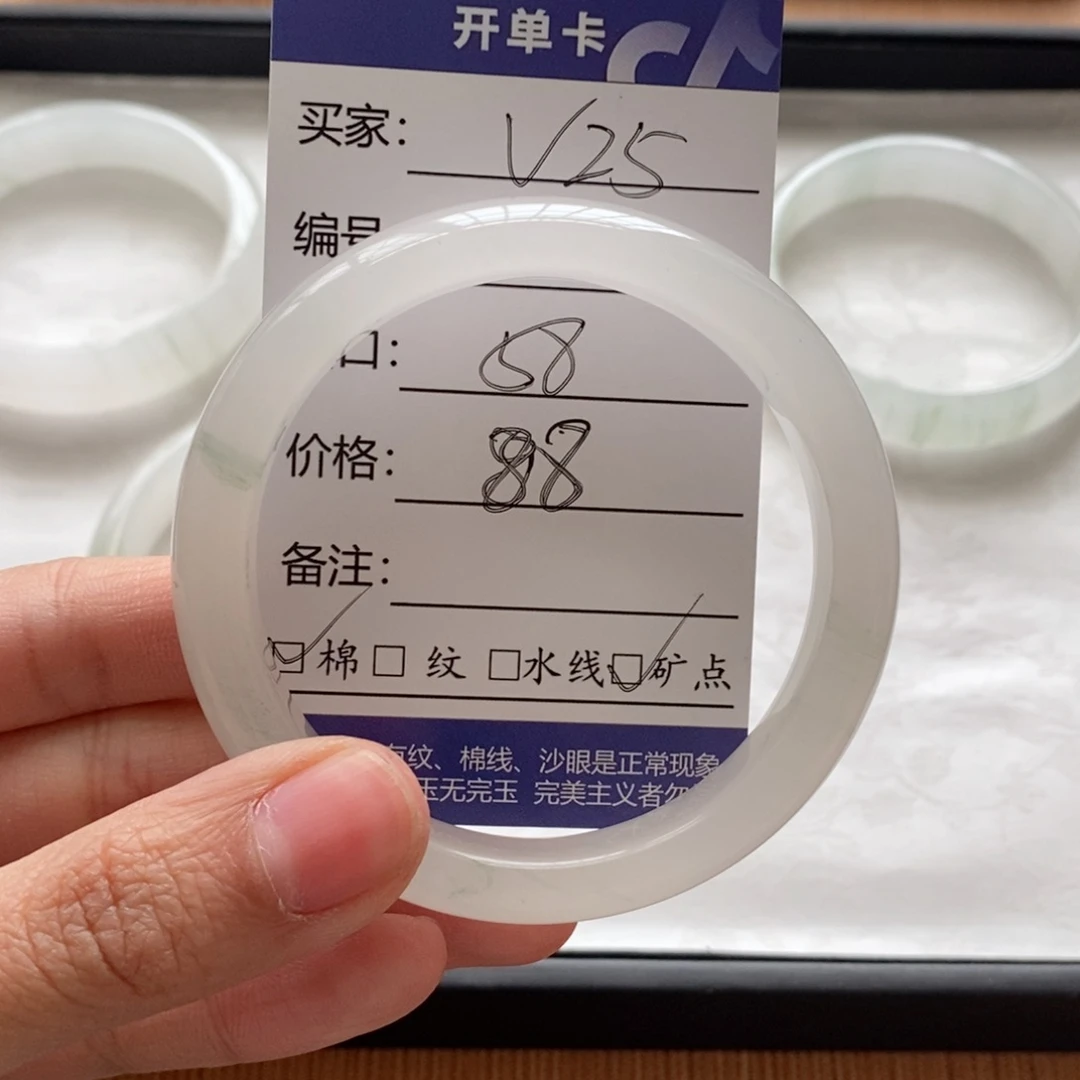 开单卡
买家: V25
编号
口: 58
价格: 88
备注:
棉 纹 水线 矿点
纹、棉线、沙眼是正常现象
玉无完玉 完美主义者勿